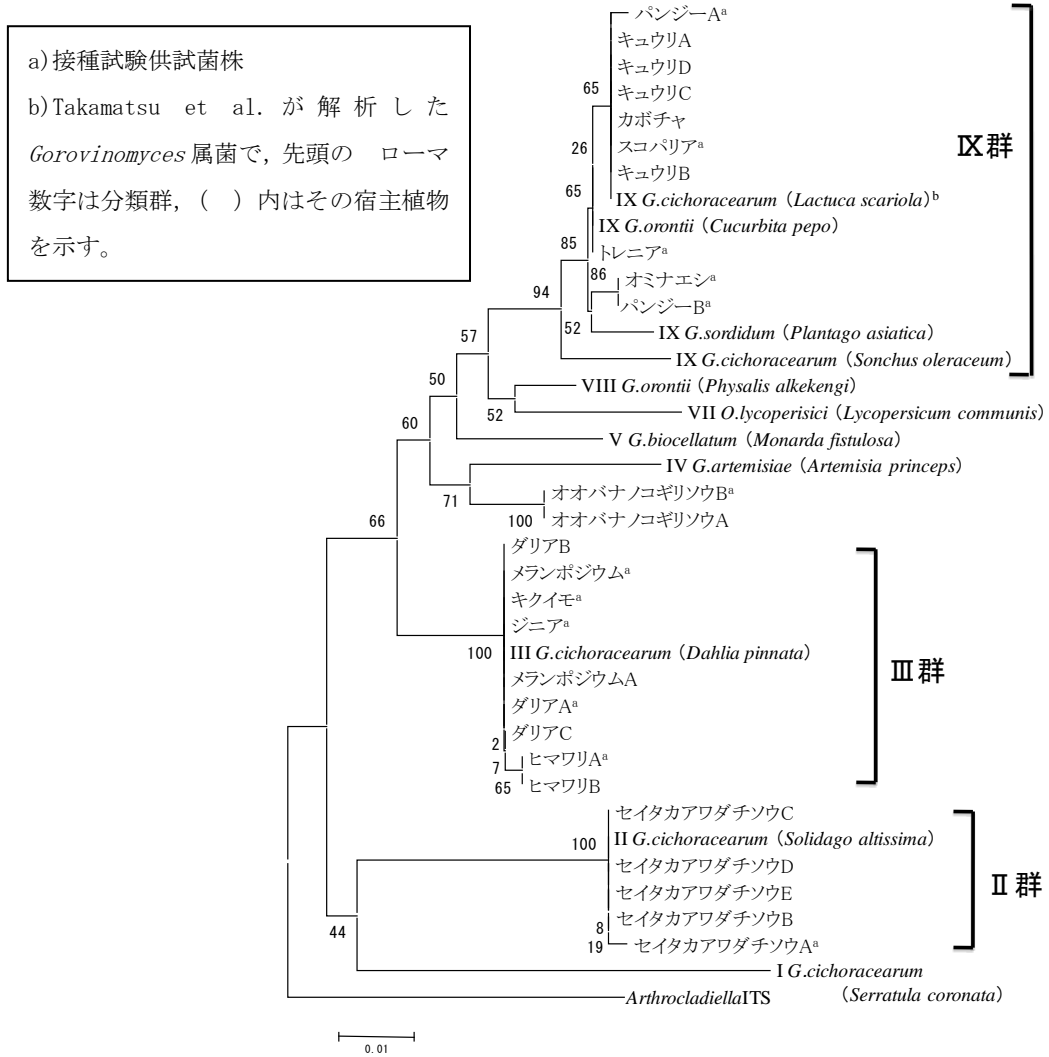 a)接種試験供試菌株
b)Takamatsu et al. が解析した
Gorovinomyces 属菌で, 先頭の ローマ
数字は分類群, ( ) 内はその宿主植物
を示す。
パンジーAᵃ
キュウリA
キュウリD
65
キュウリC
カボチャ
26
スコパリアᵃ
キュウリB
65
IX G.cichoracearum (Lactuca scariola)ᵇ
IX G.orontii (Cucurbita pepo)
85
トレニアᵃ
86
オミナエシᵃ
94
パンジーBᵃ
52
IX G.sordidum (Plantago asiatica)
57
IX G.cichoracearum (Sonchus oleraceum)
IX群
50
VIII G.orontii (Physalis alkekengi)
52
VII O.lycoperisici (Lycopersicum communis)
60
V G.biocellatum (Monarda fistulosa)
IV G.artemisiae (Artemisia princeps)
71
オオバナノコギリソウBᵃ
66
100
オオバナノコギリソウA
ダリアB
メランポジウムᵃ
キクイモᵃ
ジニアᵃ
100
III G.cichoracearum (Dahlia pinnata)
Ⅲ群
メランポジウムA
ダリアAᵃ
ダリアC
2
7
ヒマワリAᵃ
65
ヒマワリB
セイタカアワダチソウC
100
II G.cichoracearum (Solidago altissima)
セイタカアワダチソウD
セイタカアワダチソウE
Ⅱ群
セイタカアワダチソウB
8
19
セイタカアワダチソウAᵃ
44
I G.cichoracearum
(Serratula coronata)
ArthrocladiellaITS
0.01